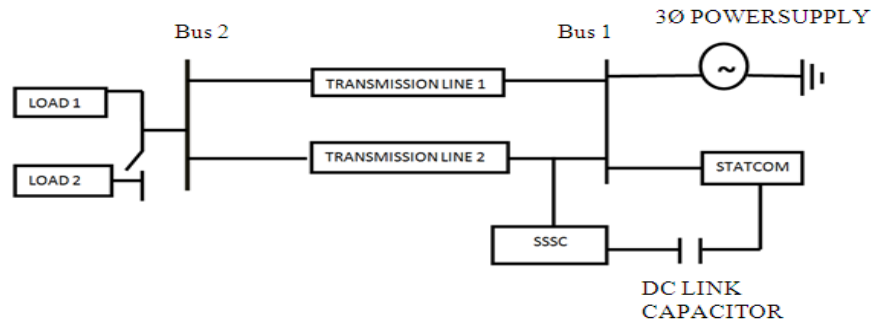 3Ø POWERSUPPLY
Bus 2
Bus 1
TRANSMISSION LINE 1
LOAD 1
TRANSMISSION LINE 2
STATCOM
LOAD 2
SSSC
DC LINK
CAPACITOR